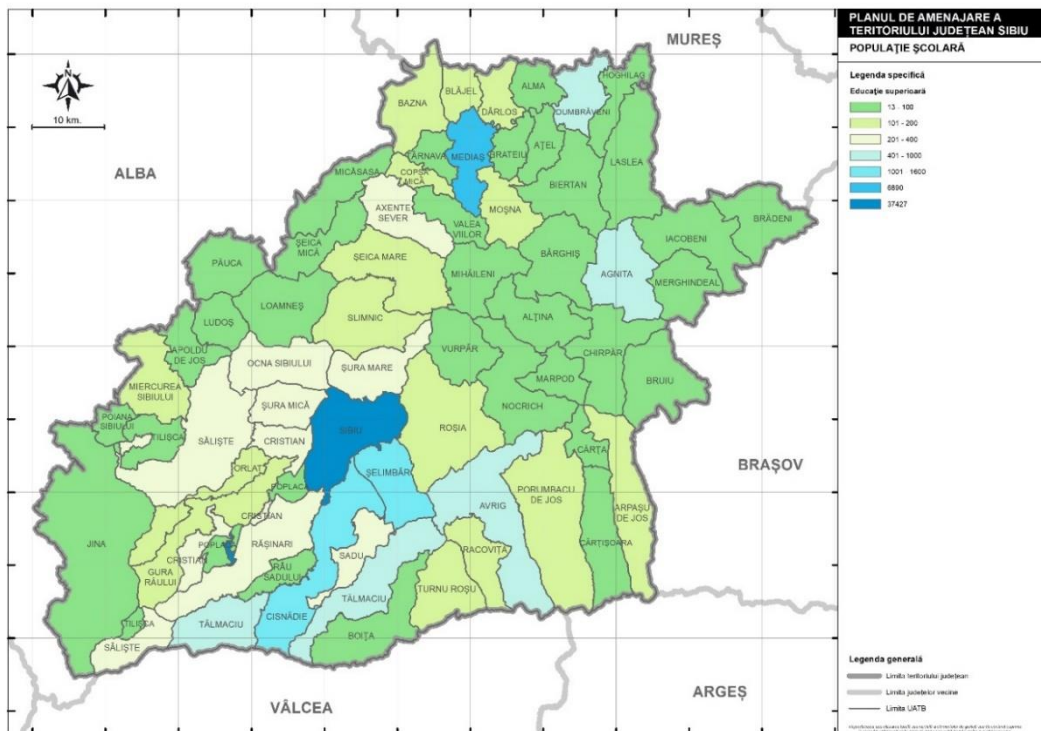 PLANUL DE AMENAJARE A
TERITORIULUI JUDEȚEAN SIBIU
POPULAȚIE ȘCOLARĂ
Legenda specifică
Educație superioară
13 - 100
101 - 200
201 - 400
401 - 1000
1001 - 1600
6890
37427
MUREȘ
N
10 km.
ALBA
BRAȘOV
VÂLCEA
ARGEȘ
HOGHILAG
BLĂJEL
ALMA
BAZNA
DÂRLOS
DUMBRĂVENI
TÂRNAVA
MEDIAȘ
BRATEIU
AȚEL
LASLEA
MICĂSASA
COPȘA
MICĂ
BIERTAN
AXENTE
SEVER
MOȘNA
VALEA
VIILOR
BRĂDENI
IACOBENI
ȘEICA
MICĂ
ȘEICA MARE
BÂRGHIȘ
PĂUCA
MIHĂILENI
AGNITA
MERGHINDEAL
LOAMNEȘ
SLIMNIC
ALȚINA
LUDOȘ
APOLDU
DE JOS
VURPĂR
CHIRPĂR
OCNA SIBIULUI
ȘURA MARE
MARPOD
BRUIU
MIERCUREA
SIBIULUI
ȘURA MICĂ
NOCRICH
POIANA
SIBIULUI
TILIȘCA
SĂLIȘTE
CRISTIAN
SIBIU
ROȘIA
CÂRȚA
ORLAT
ȘELIMBĂR
POPLACA
PORUMBACU
DE JOS
AVRIG
ARPAȘU
DE JOS
CRISTIAN
JINA
POPLACA
RĂȘINARI
CÂRȚIȘOARA
CRISTIAN
SADU
RACOVIȚA
GURA
RÂULUI
RÂU
SADULUI
TURNU ROȘU
TĂLMACIU
TILIȘCA
TĂLMACIU
CISNĂDIE
BOIȚA
SĂLIȘTE
Legenda generală
Limita teritoriului județean
Limita județelor vecine
Limita UATB